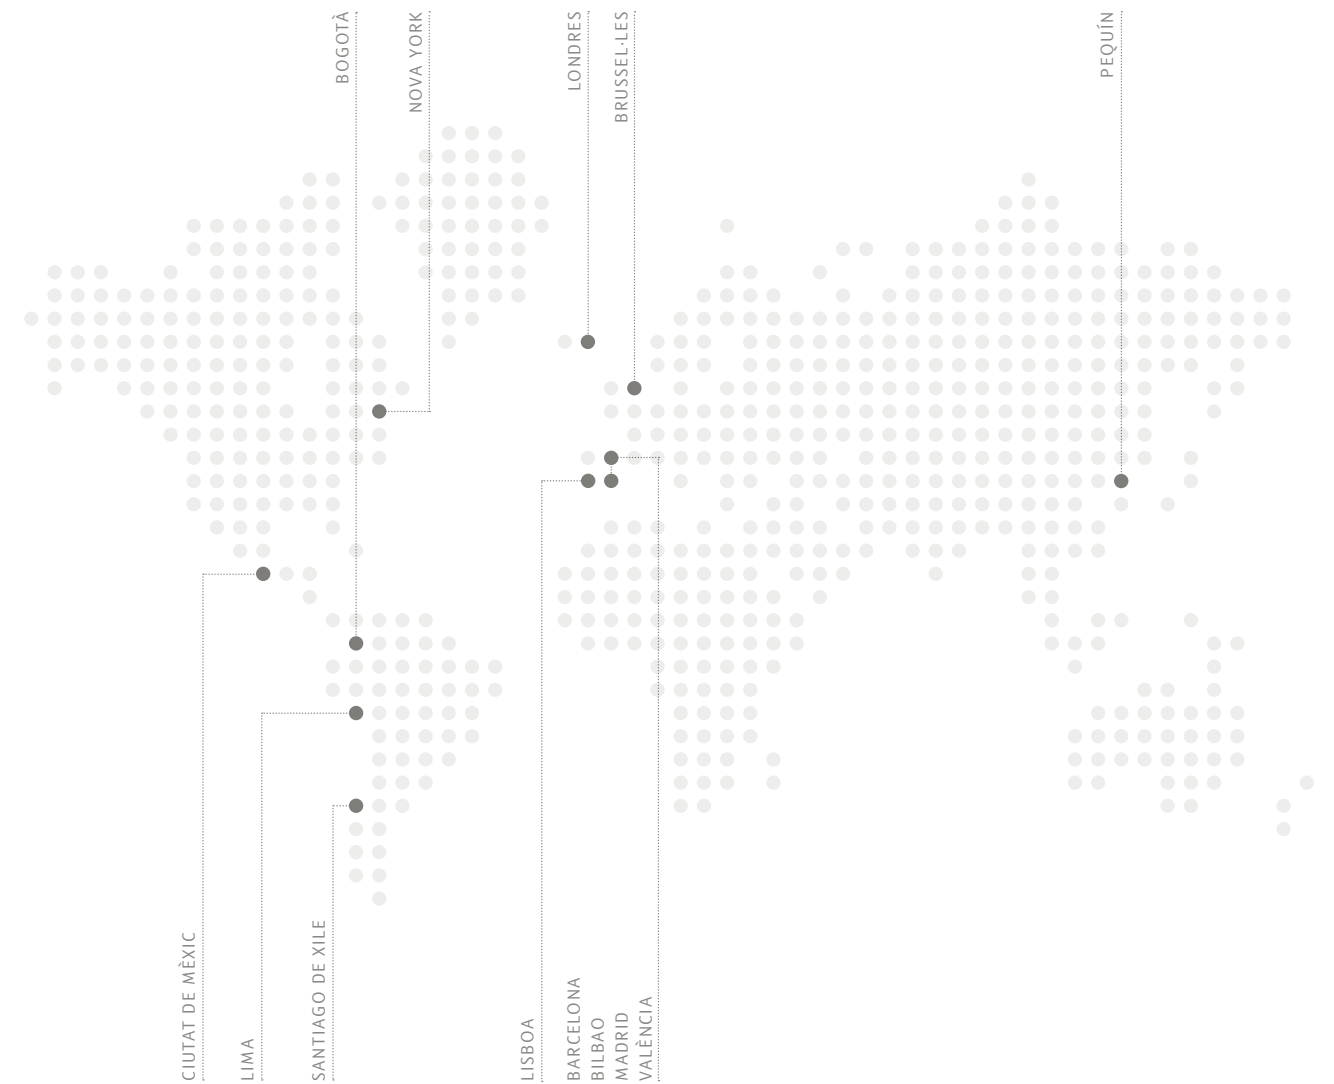 BOGOTÀ
NOVA YORK
LONDRES
BRUSSEL·LES
PEQUÍN
CIUTAT DE MÈXIC
LIMA
SANTIAGO DE XILE
LISBOA
BARCELONA
BILBAO
MADRID
VALÈNCIA